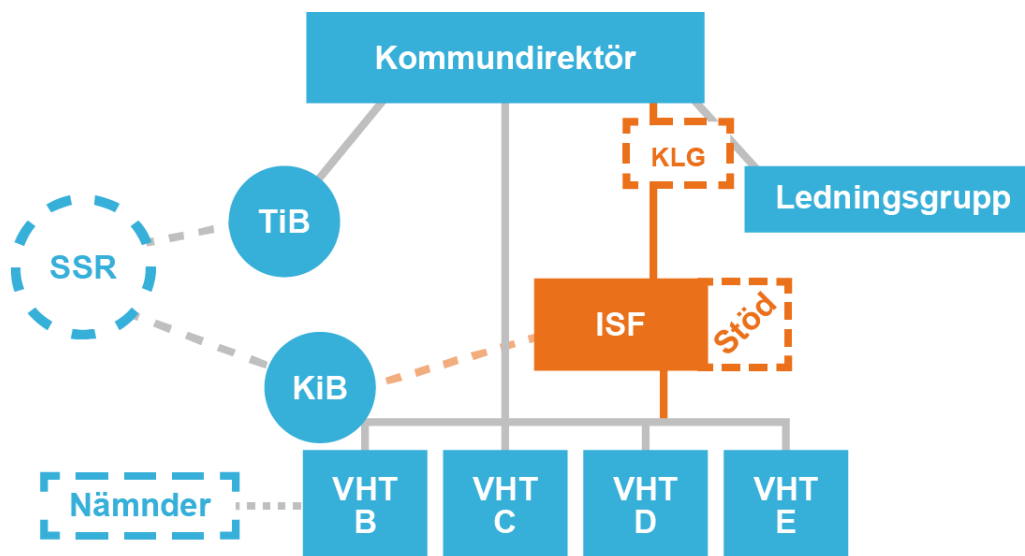 Kommundirektör
KLG
Ledningsgrupp
TiB
SSR
ISF
Stöd
KiB
Nämnder
VHT
B
VHT
C
VHT
D
VHT
E